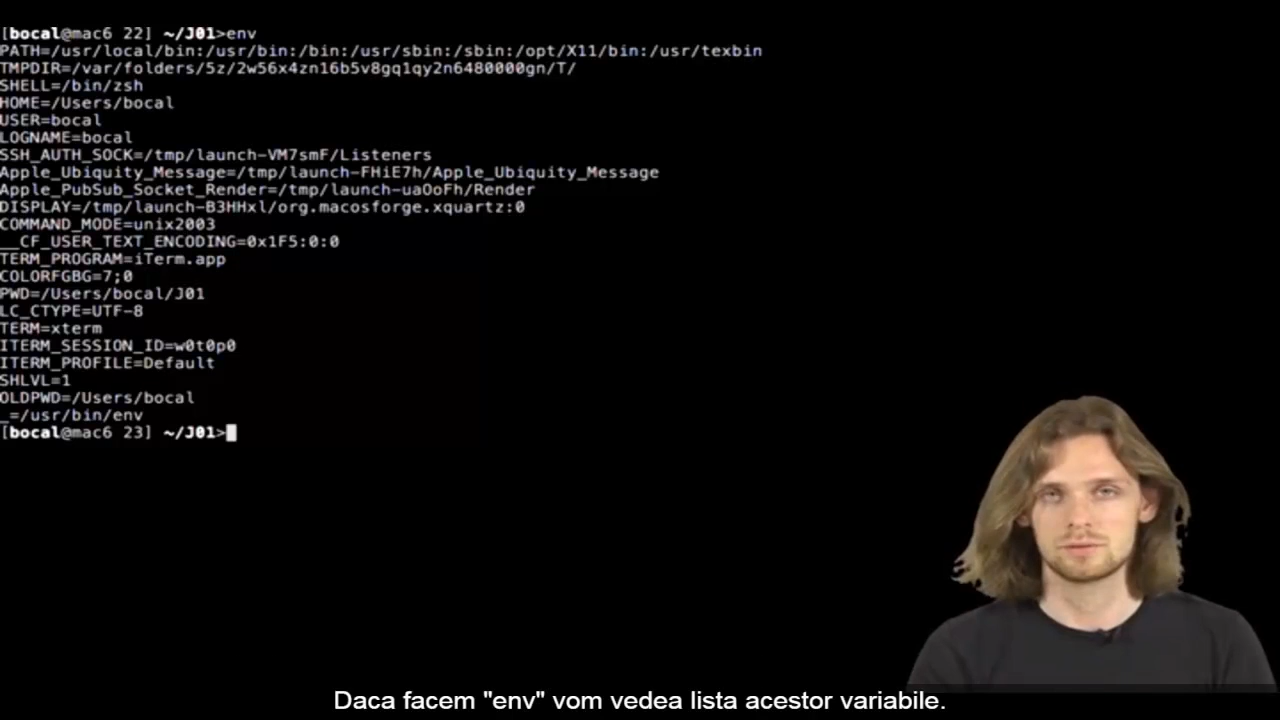 [bocal@mac6 22] ~/J01>env
PATH=/usr/local/bin:/usr/bin:/bin:/usr/sbin:/sbin:/opt/X11/bin:/usr/texbin
TMPDIR=/var/folders/5z/2w56x4zn16b5v8gq1qy2n6480000gn/T/
SHELL=/bin/zsh
HOME=/Users/bocal
USER=bocal
LOGNAME=bocal
SSH_AUTH_SOCK=/tmp/launch-VM7smF/Listeners
Apple_Ubiquity_Message=/tmp/launch-FHiE7h/Apple_Ubiquity_Message
Apple_PubSub_Socket_Render=/tmp/launch-uaOoFh/Render
DISPLAY=/tmp/launch-B3HHxl/org.macosforge.xquartz:0
COMMAND_MODE=unix2003
__CF_USER_TEXT_ENCODING=0x1F5:0:0
TERM_PROGRAM=iTerm.app
COLORFGBG=7;0
PWD=/Users/bocal/J01
LC_CTYPE=UTF-8
TERM=xterm
ITERM_SESSION_ID=w0t0p0
ITERM_PROFILE=Default
SHLVL=1
OLDPWD=/Users/bocal
_=/usr/bin/env
[bocal@mac6 23] ~/J01>
Daca facem "env" vom vedea lista acestor variabile.